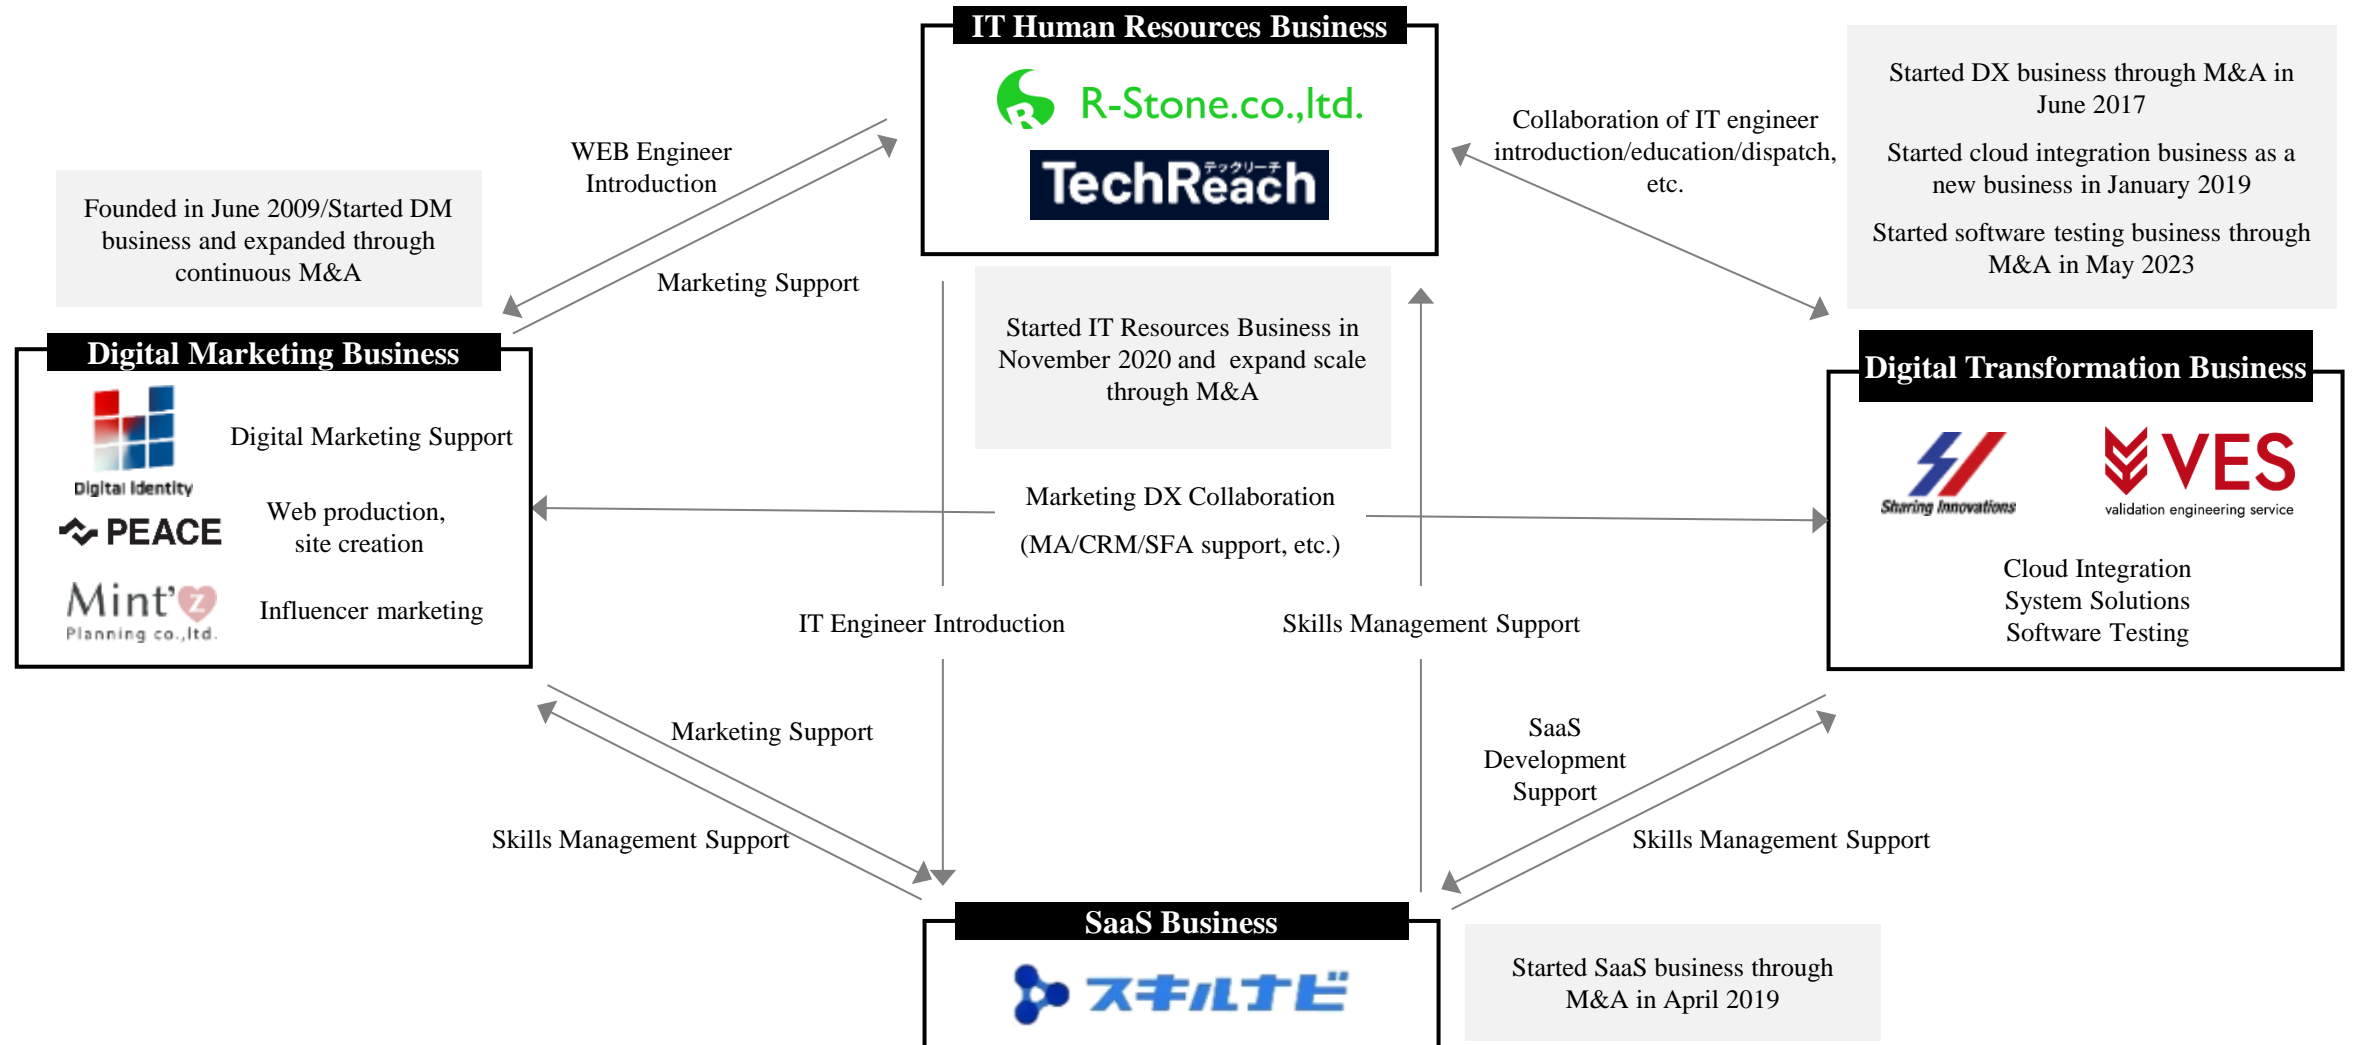 IT Human Resources Business
R-Stone.co.,ltd.
テックリーチ
TechReach
Started DX business through M&A in
June 2017
Started cloud integration business as a
new business in January 2019
Started software testing business through
M&A in May 2023
Collaboration of IT engineer
introduction/education/dispatch,
etc.
WEB Engineer
Introduction
Marketing Support
Founded in June 2009/Started DM
business and expanded through
continuous M&A
Started IT Resources Business in
November 2020 and expand scale
through M&A
Digital Marketing Business
Digital Identity
Digital Marketing Support
PEACE
Web production,
site creation
Mint'z
Planning co.,ltd.
Influencer marketing
Marketing DX Collaboration
(MA/CRM/SFA support, etc.)
Digital Transformation Business
Sharing Innovations
VES
validation engineering service
Cloud Integration
System Solutions
Software Testing
IT Engineer Introduction
Skills Management Support
Marketing Support
Skills Management Support
SaaS
Development
Support
Skills Management Support
SaaS Business
スキルナビ
Started SaaS business through
M&A in April 2019